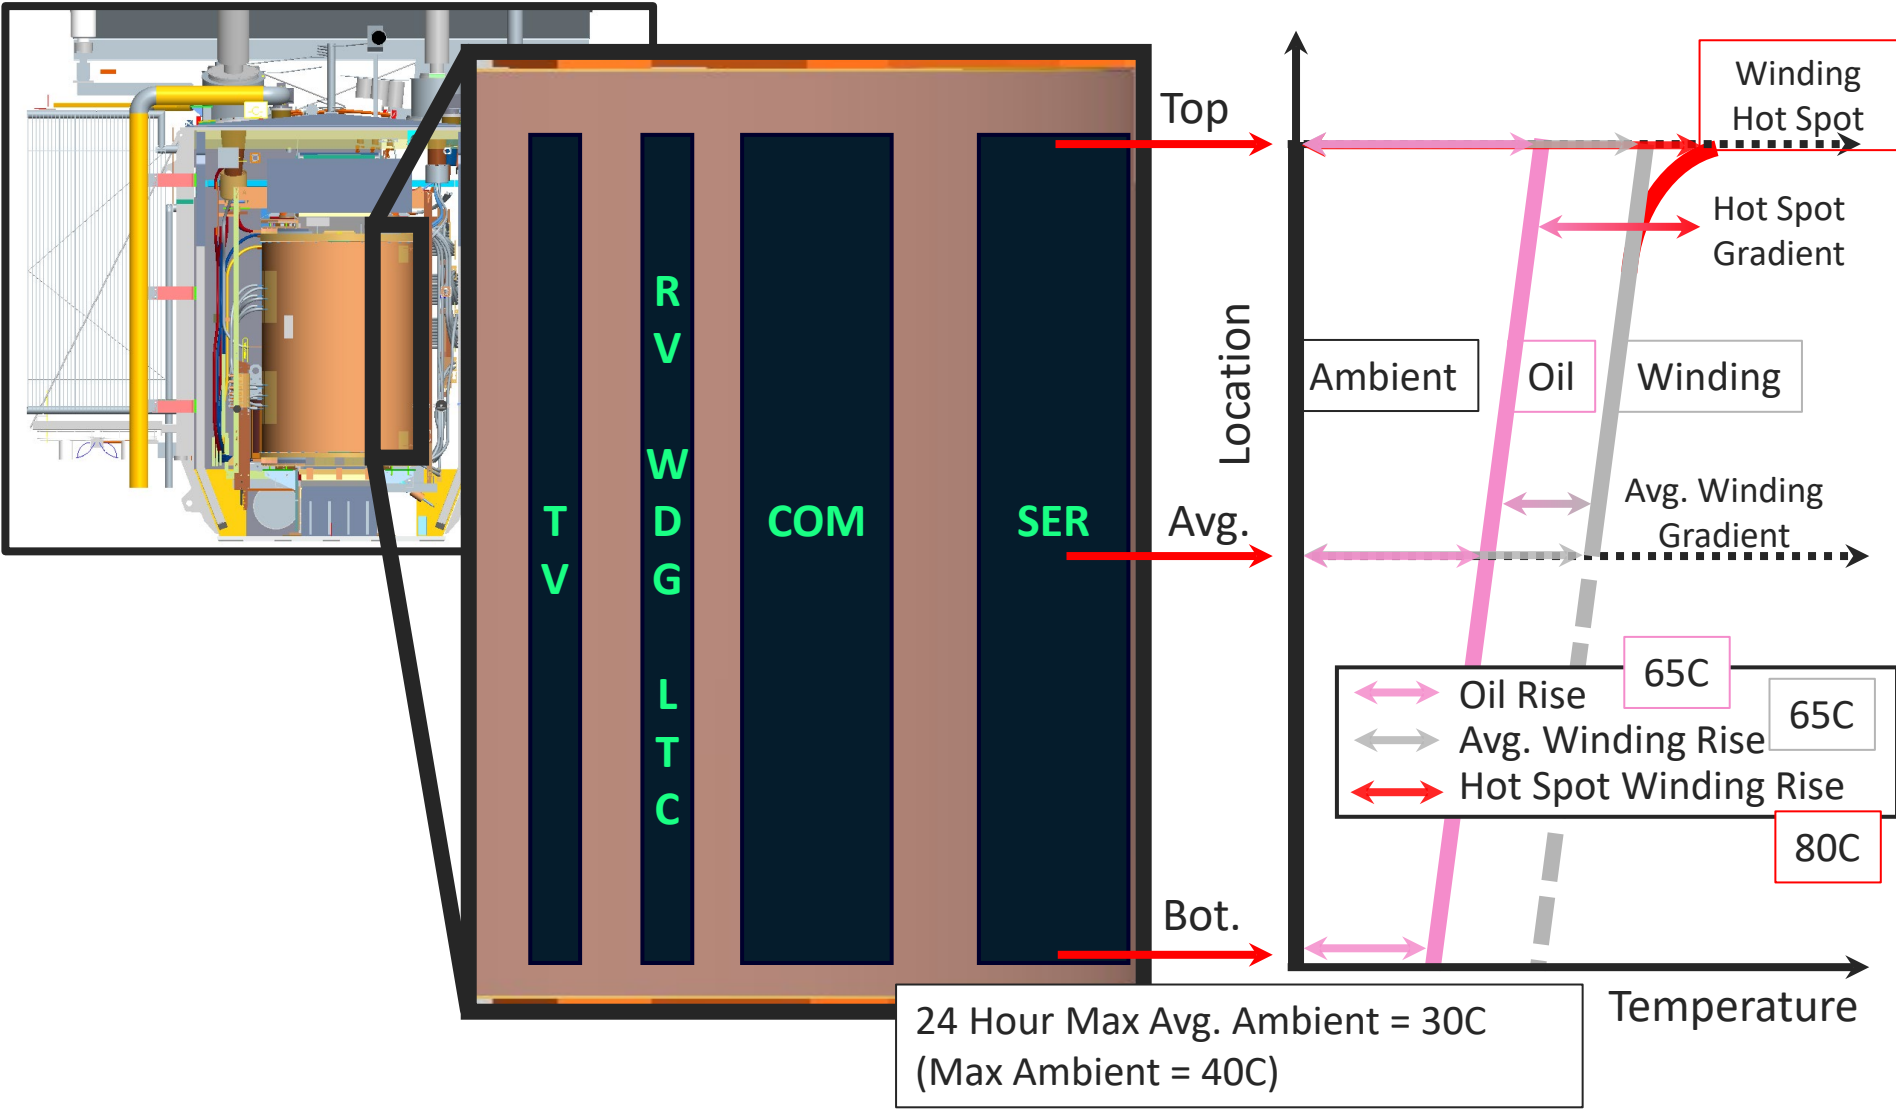 Top
Winding
Hot Spot
Hot Spot
Gradient
Location
Ambient
Oil
Winding
R
V
W
D
G
L
T
C
T
V
COM
SER
Avg.
Avg. Winding
Gradient
65C
Oil Rise
65C
Avg. Winding Rise
Hot Spot Winding Rise
80C
Bot.
Temperature
24 Hour Max Avg. Ambient = 30C
(Max Ambient = 40C)